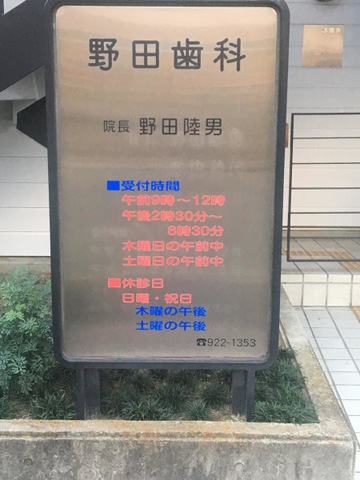 野田歯科
院長 野田陸男
■受付時間
午前9時～12時
午後2時30分～
6時30分
木曜日の午前中
土曜日の午前中
■休診日
日曜・祝日
木曜の午後
土曜の午後
☎922-1353